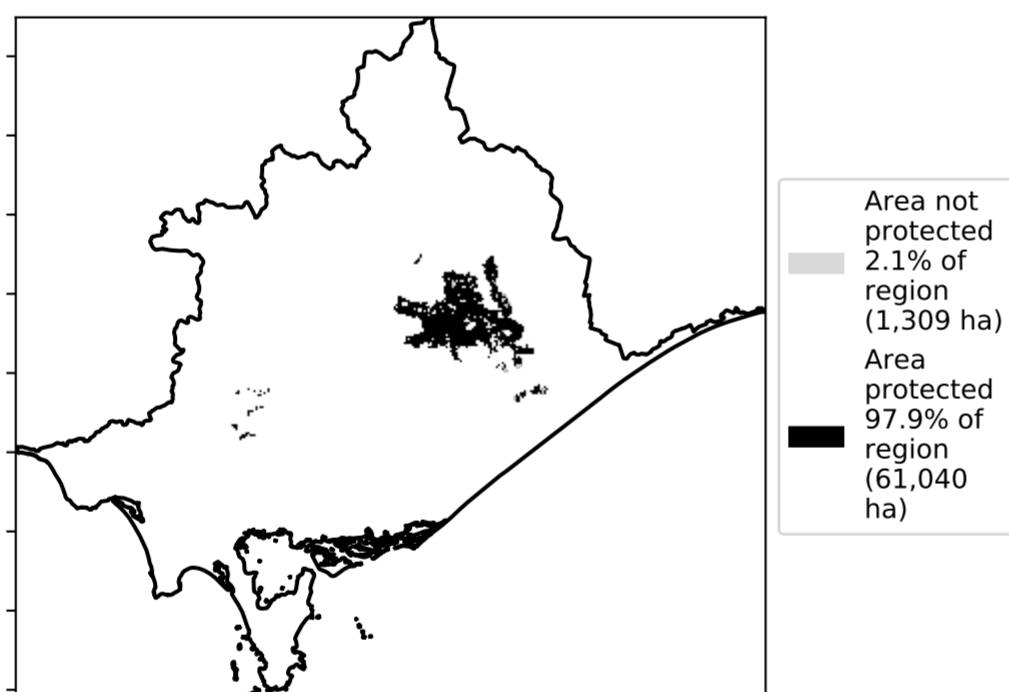 Area not
protected
2.1% of
region
(1,309 ha)
Area
protected
97.9% of
region
(61,040
ha)